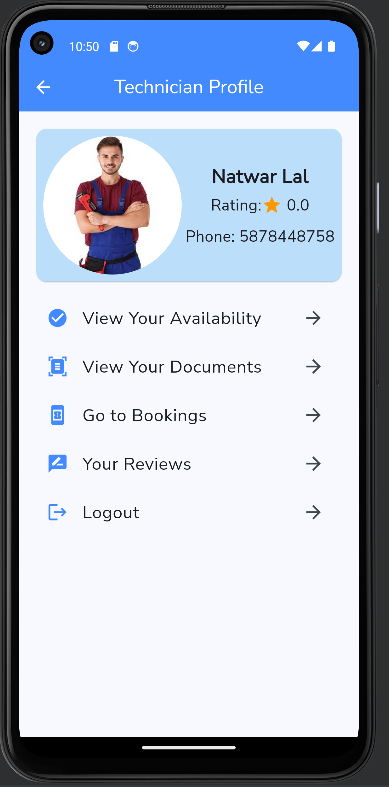 10:50
Technician Profile
Natwar Lal
Rating: 0.0
Phone: 5878448758
View Your Availability
View Your Documents
Go to Bookings
Your Reviews
Logout